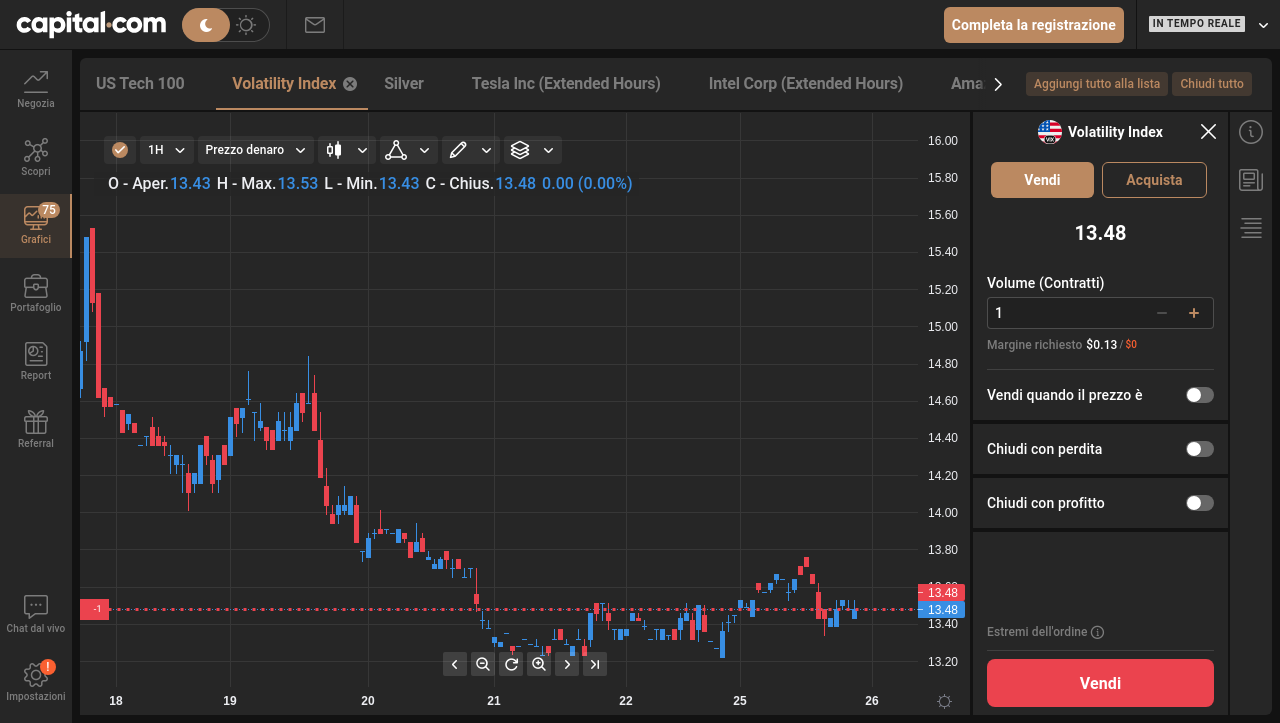 capital.com
Completa la registrazione
IN TEMPO REALE
Negozia
Scopri
75
Grafici
Portafoglio
Report
Referral
Chat dal vivo
!
Impostazioni
US Tech 100
Volatility Index
Silver
Tesla Inc (Extended Hours)
Intel Corp (Extended Hours)
Ama
Aggiungi tutto alla lista
Chiudi tutto
1H
Prezzo denaro
O - Aper.13.43 H - Max.13.53 L - Min.13.43 C - Chius.13.48 0.00 (0.00%)
16.00
15.80
15.60
15.40
15.20
15.00
14.80
14.60
14.40
14.20
14.00
13.80
13.48
13.48
13.40
13.20
-1
18
19
20
21
22
25
26
VIX
Volatility Index
Vendi
Acquista
13.48
Volume (Contratti)
1
Margine richiesto $0.13 / $0
Vendi quando il prezzo è
Chiudi con perdita
Chiudi con profitto
Estremi dell'ordine
Vendi